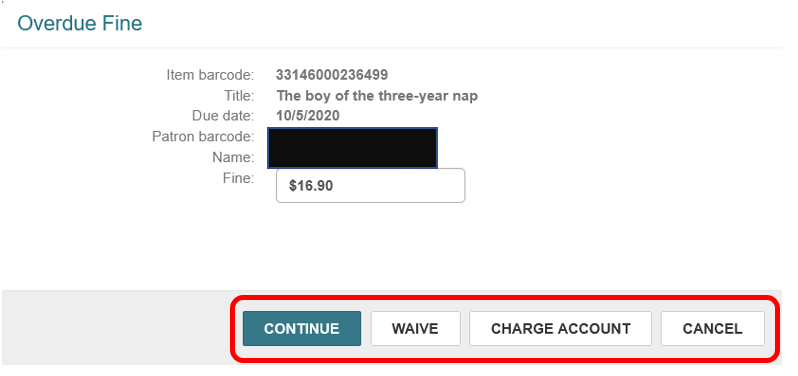 Overdue Fine
Item barcode: 33146000236499
Title: The boy of the three-year nap
Due date: 10/5/2020
Patron barcode:
Name:
Fine: $16.90
CONTINUE WAIVE CHARGE ACCOUNT CANCEL